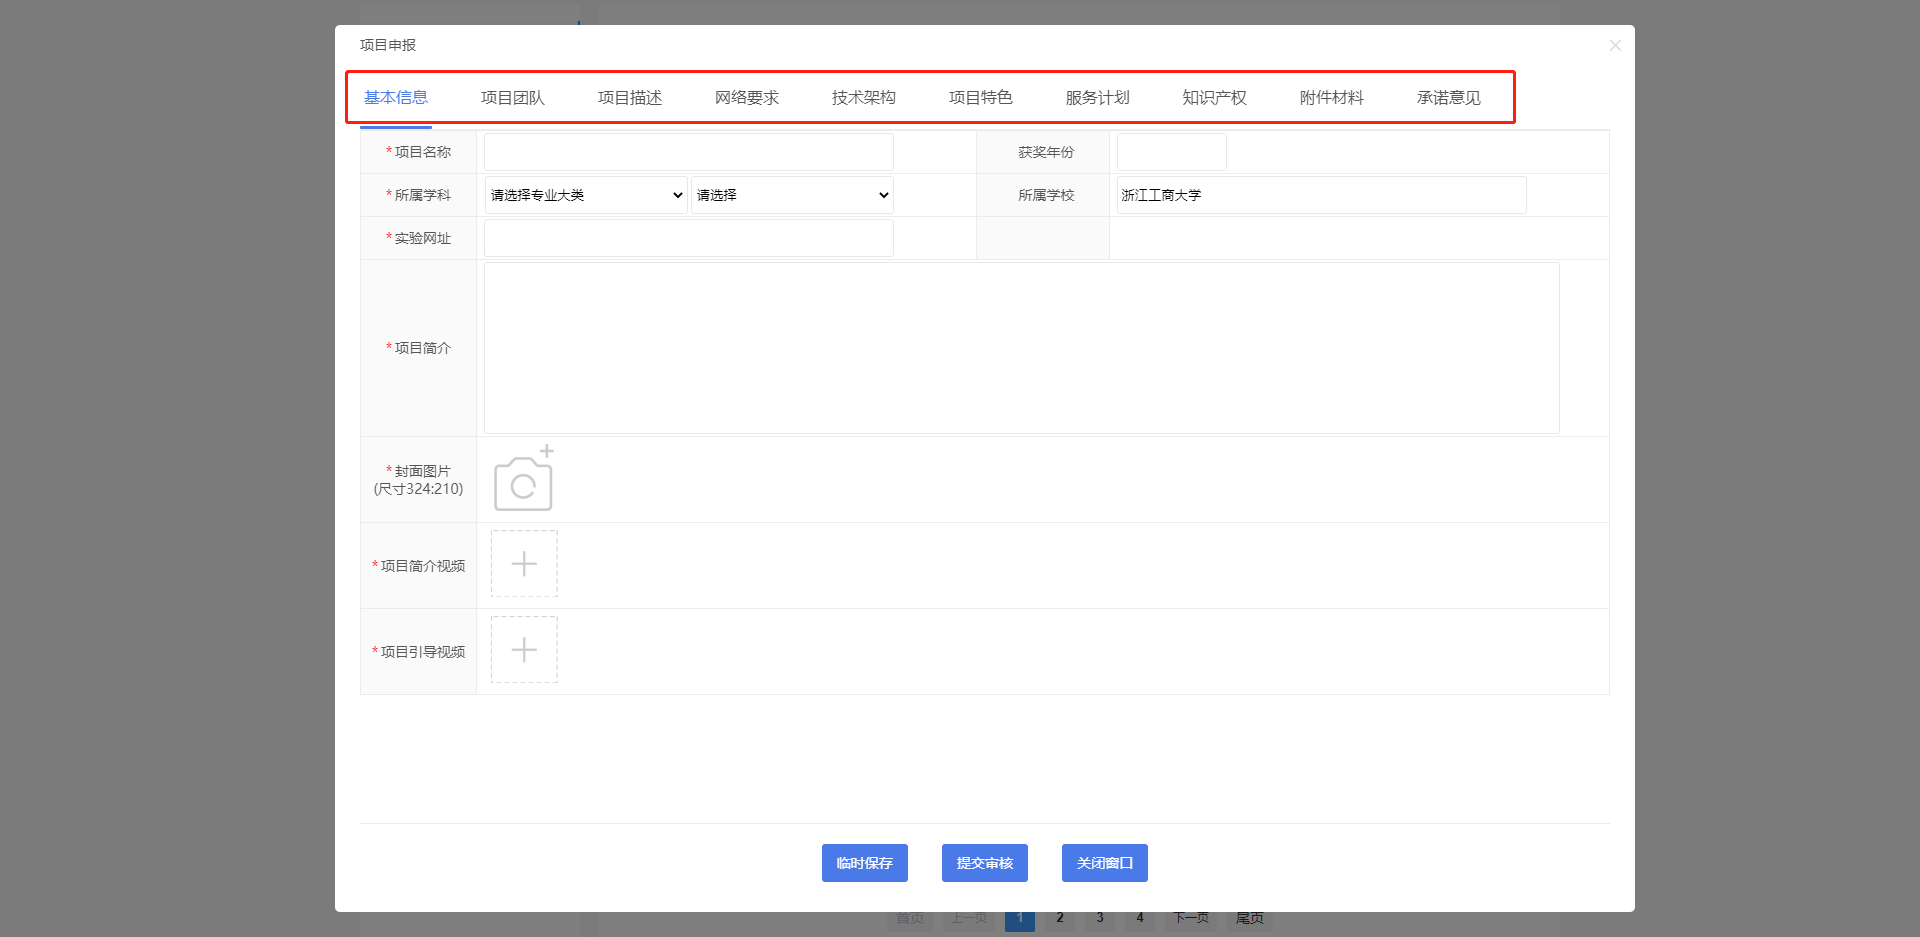 项目申报
基本信息 项目团队 项目描述 网络要求 技术架构 项目特色 服务计划 知识产权 附件材料 承诺意见
*项目名称 获奖年份
*所属学科 请选择专业大类 请选择 所属学校 浙江工商大学
*实验网址
*项目简介
*封面图片
(尺寸324:210)
*项目简介视频
*项目引导视频
临时保存 提交审核 关闭窗口
首页 上一页 1 2 3 4 下一页 尾页